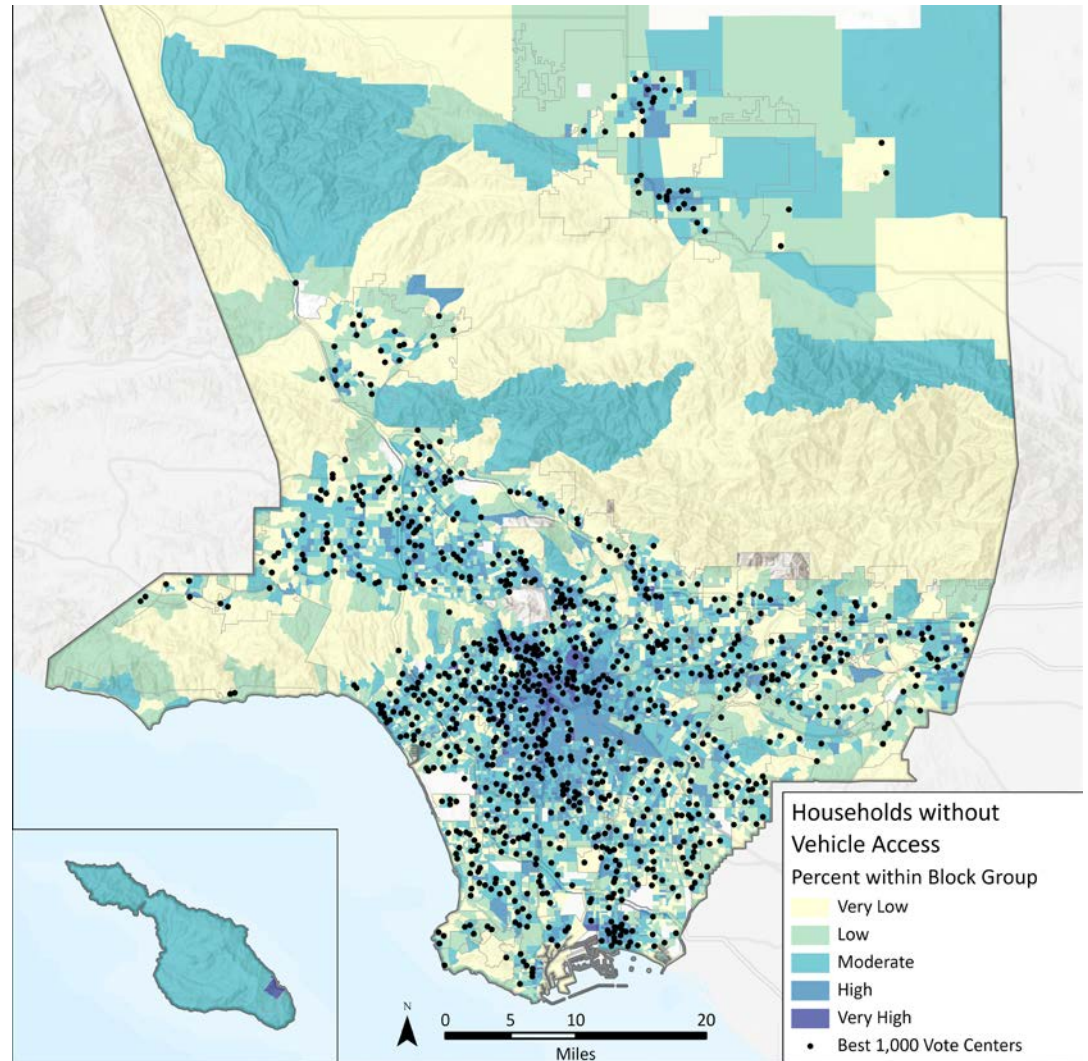 Households without
Vehicle Access
Percent within Block Group
Very Low
Low
Moderate
High
Very High
Best 1,000 Vote Centers
N
0 5 10 20
Miles